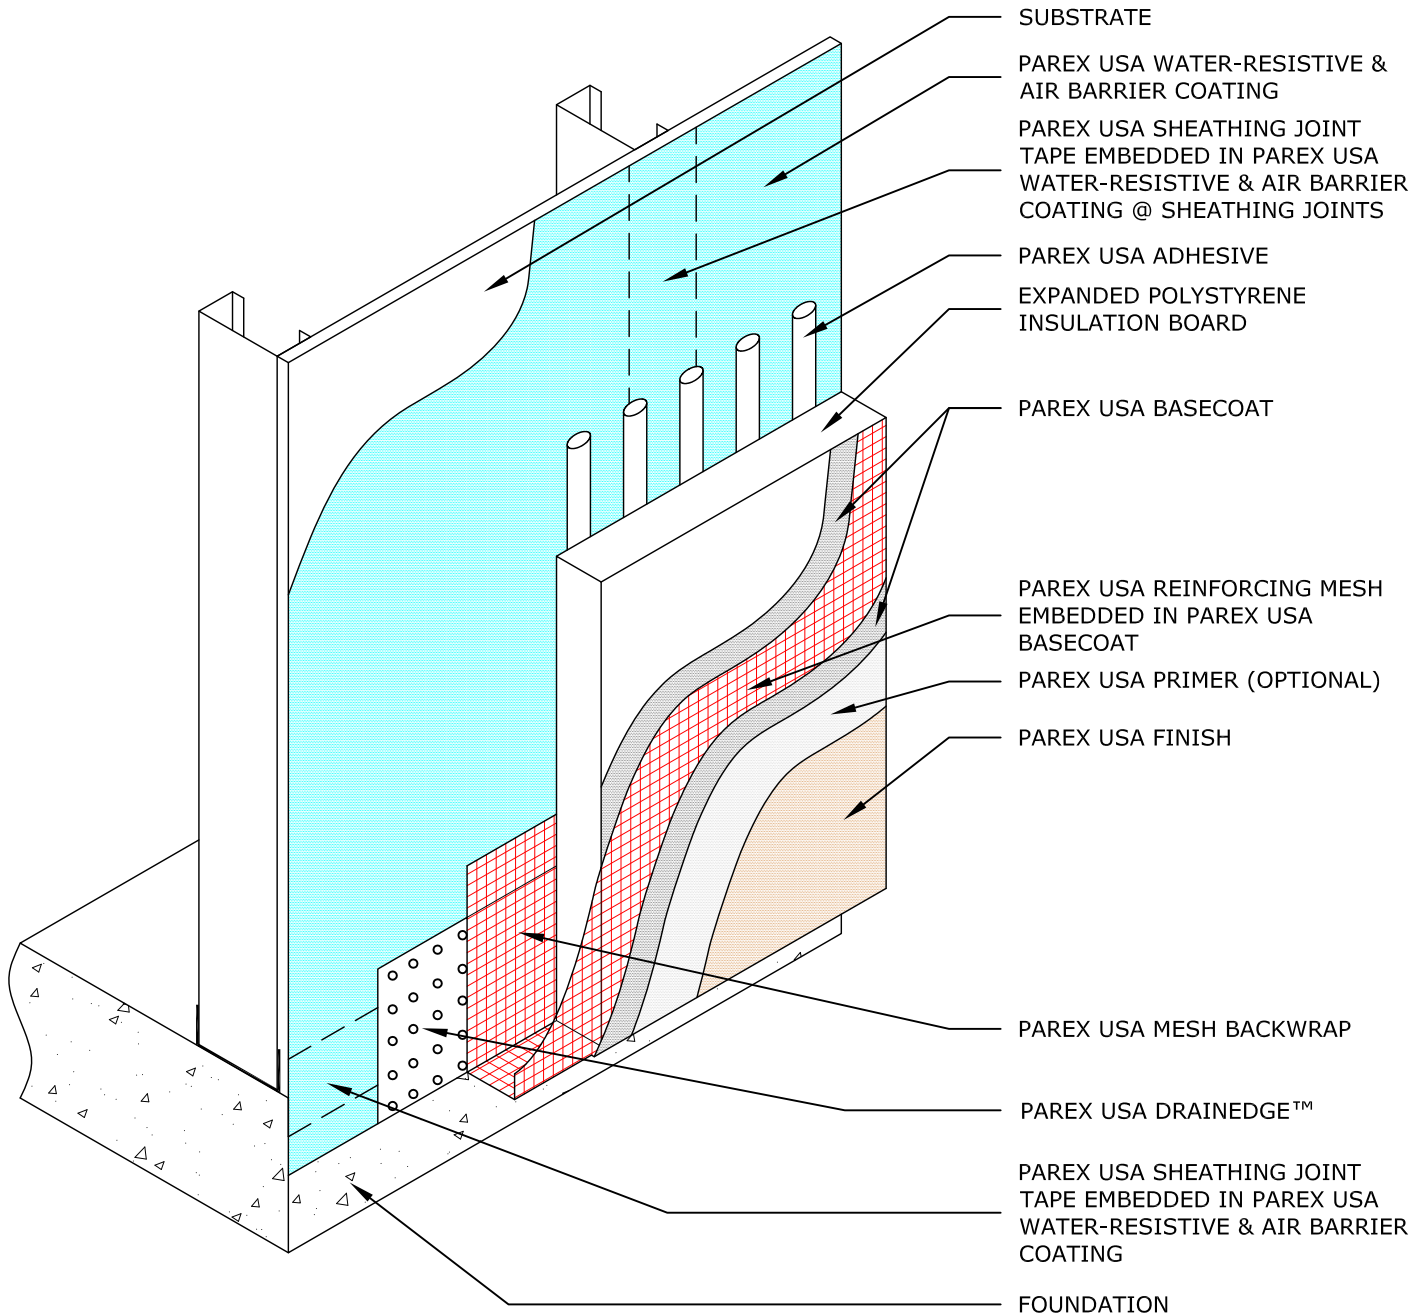 SUBSTRATE
PAREX USA WATER-RESISTIVE &
AIR BARRIER COATING
PAREX USA SHEATHING JOINT
TAPE EMBEDDED IN PAREX USA
WATER-RESISTIVE & AIR BARRIER
COATING @ SHEATHING JOINTS
PAREX USA ADHESIVE
EXPANDED POLYSTYRENE
INSULATION BOARD
PAREX USA BASECOAT
PAREX USA REINFORCING MESH
EMBEDDED IN PAREX USA
BASECOAT
PAREX USA PRIMER (OPTIONAL)
PAREX USA FINISH
PAREX USA MESH BACKWRAP
PAREX USA DRAINEDGE™
PAREX USA SHEATHING JOINT
TAPE EMBEDDED IN PAREX USA
WATER-RESISTIVE & AIR BARRIER
COATING
FOUNDATION